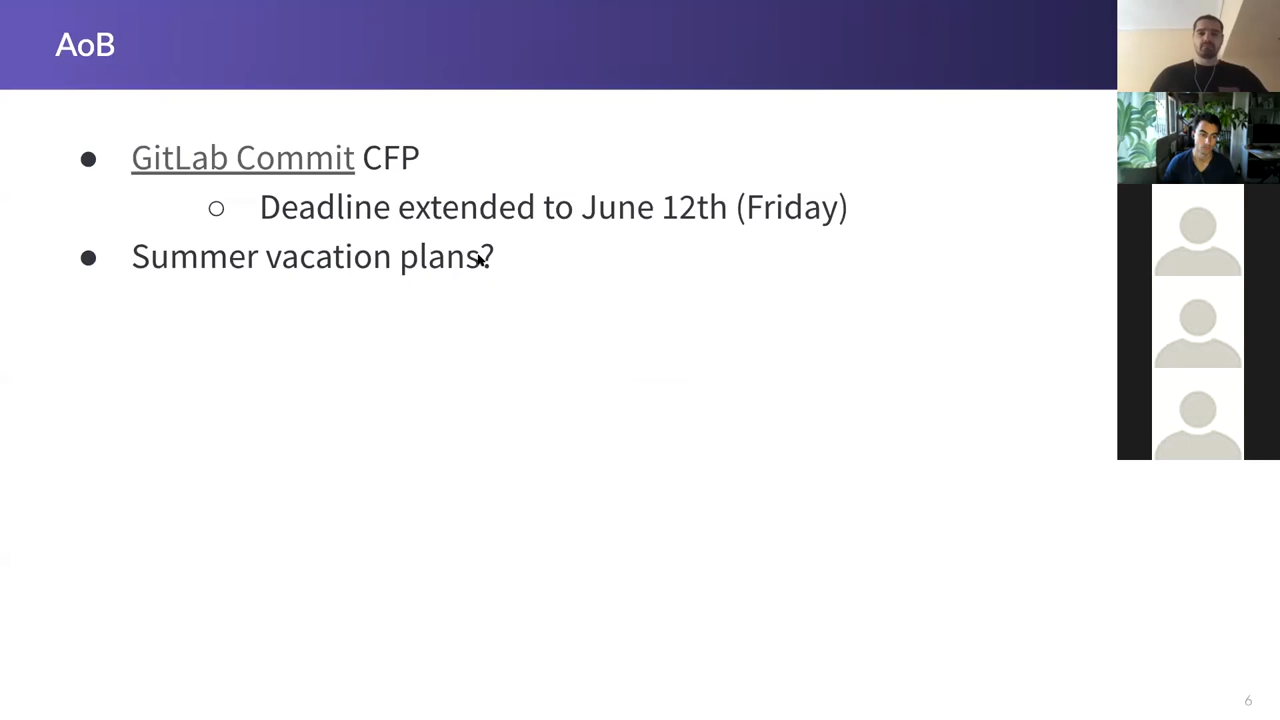 AoB
● GitLab Commit CFP
○ Deadline extended to June 12th (Friday)
● Summer vacation plans?
6